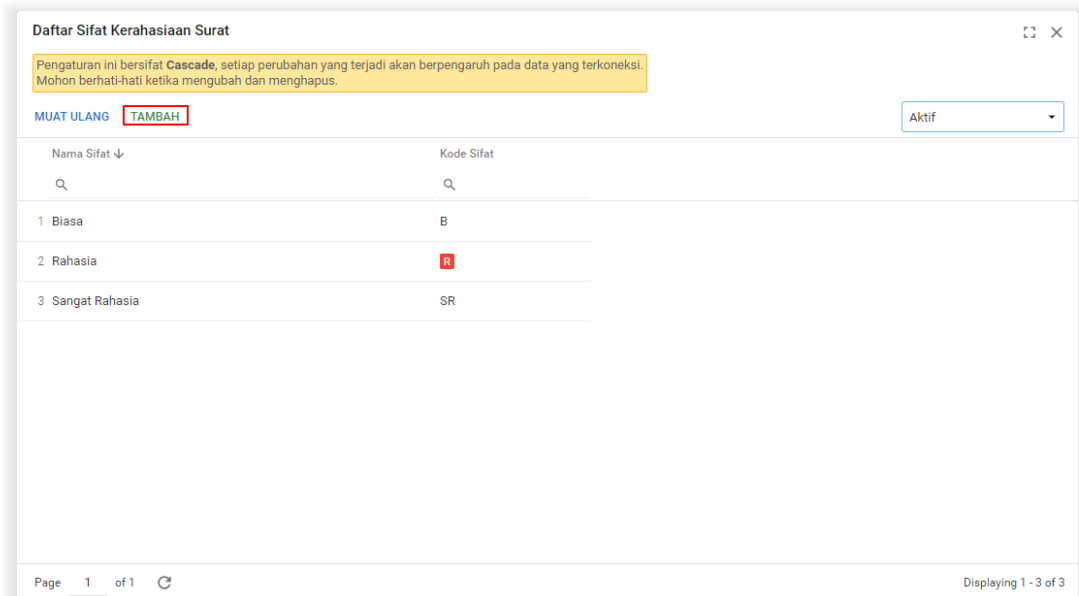 Daftar Sifat Kerahasiaan Surat
Pengaturan ini bersifat Cascade, setiap perubahan yang terjadi akan berpengaruh pada data yang terkoneksi.
Mohon berhati-hati ketika mengubah dan menghapus.
MUAT ULANG TAMBAH Aktif
Nama Sifat Kode Sifat
1 Biasa B
2 Rahasia R
3 Sangat Rahasia SR
Page 1 of 1 Displaying 1 - 3 of 3